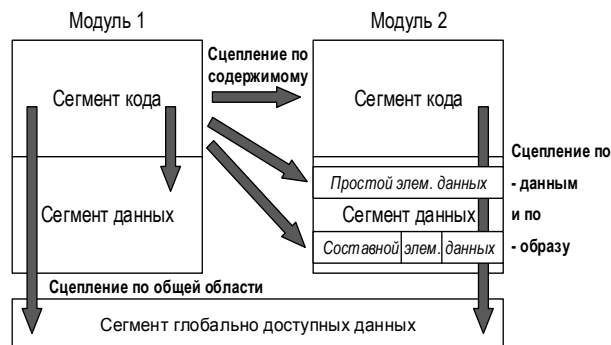 Модуль 1
Модуль 2
Сцепление по
содержимому
Сегмент кода
Сегмент кода
Сцепление по
Простой элем. данных
- данным
Сегмент данных
Сегмент данных
и по
Составной элем. данных
- образу
Сцепление по общей области
Сегмент глобально доступных данных